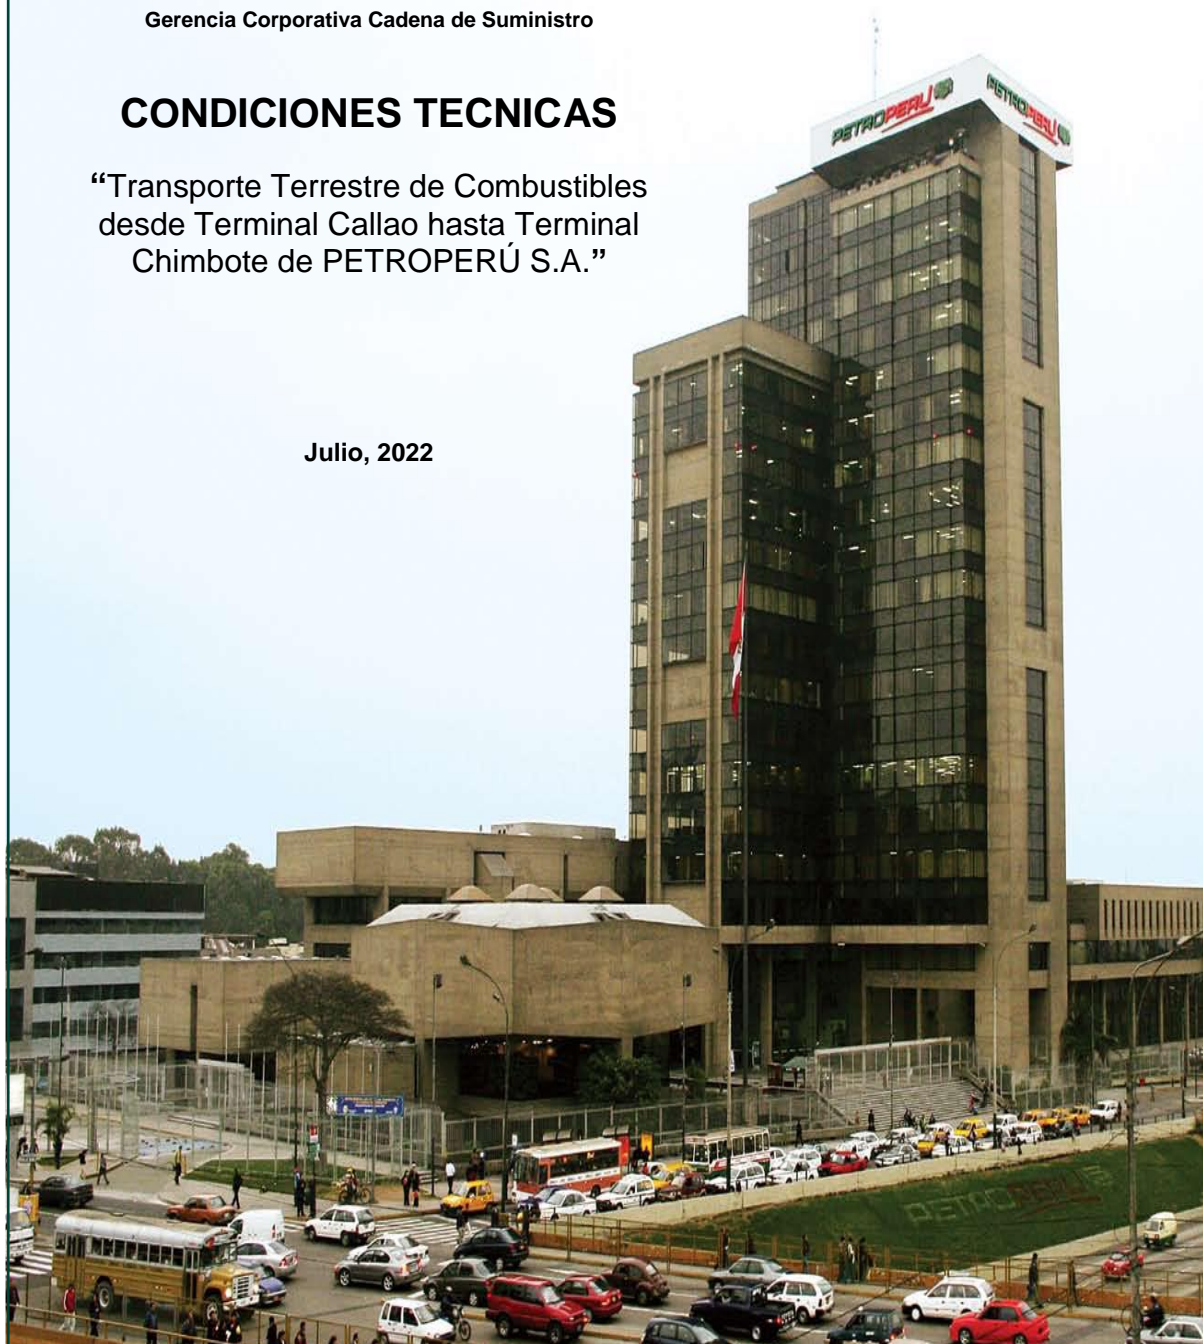 Gerencia Corporativa Cadena de Suministro
CONDICIONES TECNICAS
“Transporte Terrestre de Combustibles
desde Terminal Callao hasta Terminal
Chimbote de PETROPERÚ S.A.”
Julio, 2022
PETROPERU
PETROPERU
PETROPERU